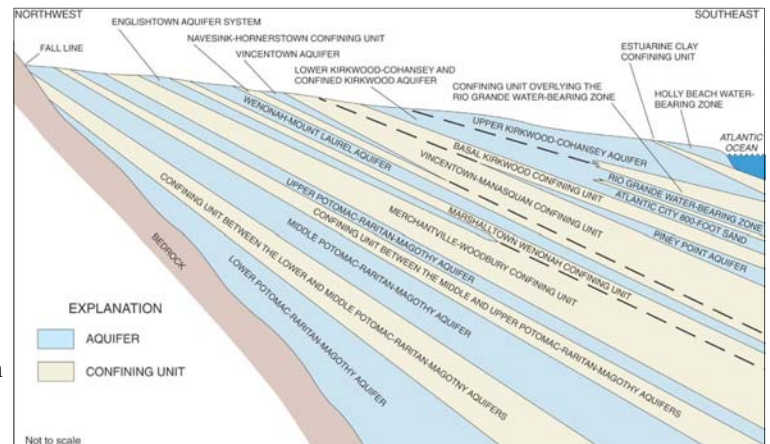 NORTHWEST
SOUTHEAST
ENGLISHTOWN AQUIFER SYSTEM
NAVESINK-HORNERSTOWN CONFINING UNIT
FALL LINE
VINCENTOWN AQUIFER
LOWER KIRKWOOD-COHANSEY AND
CONFINED KIRKWOOD AQUIFER
CONFINING UNIT OVERLYING THE
RIO GRANDE WATER-BEARING ZONE
ESTUARINE CLAY
CONFINING UNIT
HOLLY BEACH WATER-
BEARING ZONE
ATLANTIC
OCEAN
UPPER KIRKWOOD-COHANSEY AQUIFER
WENONAH-MOUNT LAUREL AQUIFER
BASAL KIRKWOOD CONFINING UNIT
VINCENTOWN-MANASQUAN CONFINING UNIT
RIO GRANDE WATER-BEARING ZONE
ATLANTIC CITY 800-FOOT SAND
PINEY POINT AQUIFER
MARSHALLTOWN WENONAH CONFINING UNIT
MERCHANTVILLE-WOODBURY CONFINING UNIT
UPPER POTOMAC-RARITAN-MAGOTHY AQUIFER
CONFINING UNIT BETWEEN THE MIDDLE AND UPPER POTOMAC-RARITAN-MAGOTHY AQUIFERS
MIDDLE POTOMAC-RARITAN-MAGOTHY AQUIFER
CONFINING UNIT BETWEEN THE LOWER AND MIDDLE POTOMAC-RARITAN-MAGOTHY AQUIFERS
LOWER POTOMAC-RARITAN-MAGOTHY AQUIFER
BEDROCK
EXPLANATION
AQUIFER
CONFINING UNIT
Not to scale